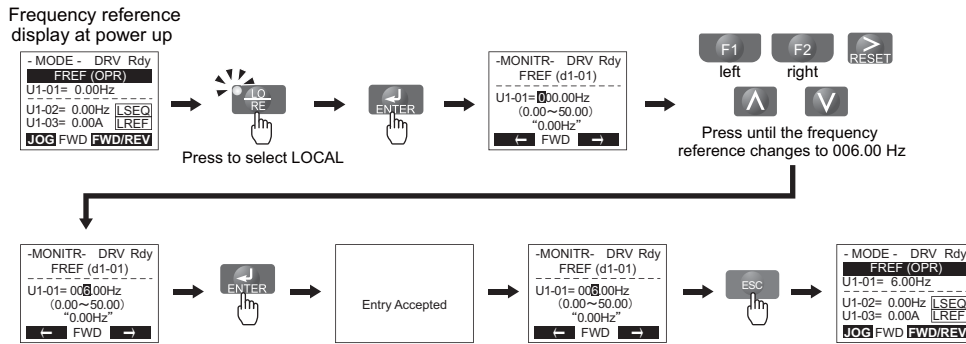 Frequency reference
display at power up
- MODE - DRV Rdy
FREF (OPR)
U1-01= 0.00Hz
U1-02= 0.00Hz LSEQ
U1-03= 0.00A LREF
JOG FWD FWD/REV
LO
RE
Press to select LOCAL
ENTER
-MONITR- DRV Rdy
FREF (d1-01)
U1-01= 000.00Hz
(0.00~50.00)
“0.00Hz”
← FWD →
F1
left
F2
right
>
RESET
∧
∨
Press until the frequency
reference changes to 006.00 Hz
-MONITR- DRV Rdy
FREF (d1-01)
U1-01= 006.00Hz
(0.00~50.00)
“0.00Hz”
← FWD →
ENTER
Entry Accepted
-MONITR- DRV Rdy
FREF (d1-01)
U1-01= 006.00Hz
(0.00~50.00)
“0.00Hz”
← FWD →
ESC
- MODE - DRV Rdy
FREF (OPR)
U1-01= 6.00Hz
U1-02= 0.00Hz LSEQ
U1-03= 0.00A LREF
JOG FWD FWD/REV